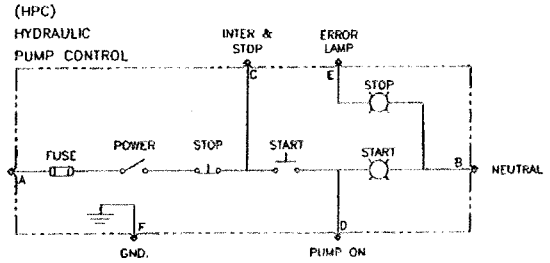 (HPC)
HYDRAULIC
PUMP CONTROL
INTER &
STOP
ERROR
LAMP
C
E
STOP
FUSE
POWER
STOP
START
START
A
B
NEUTRAL
F
D
GND.
PUMP ON